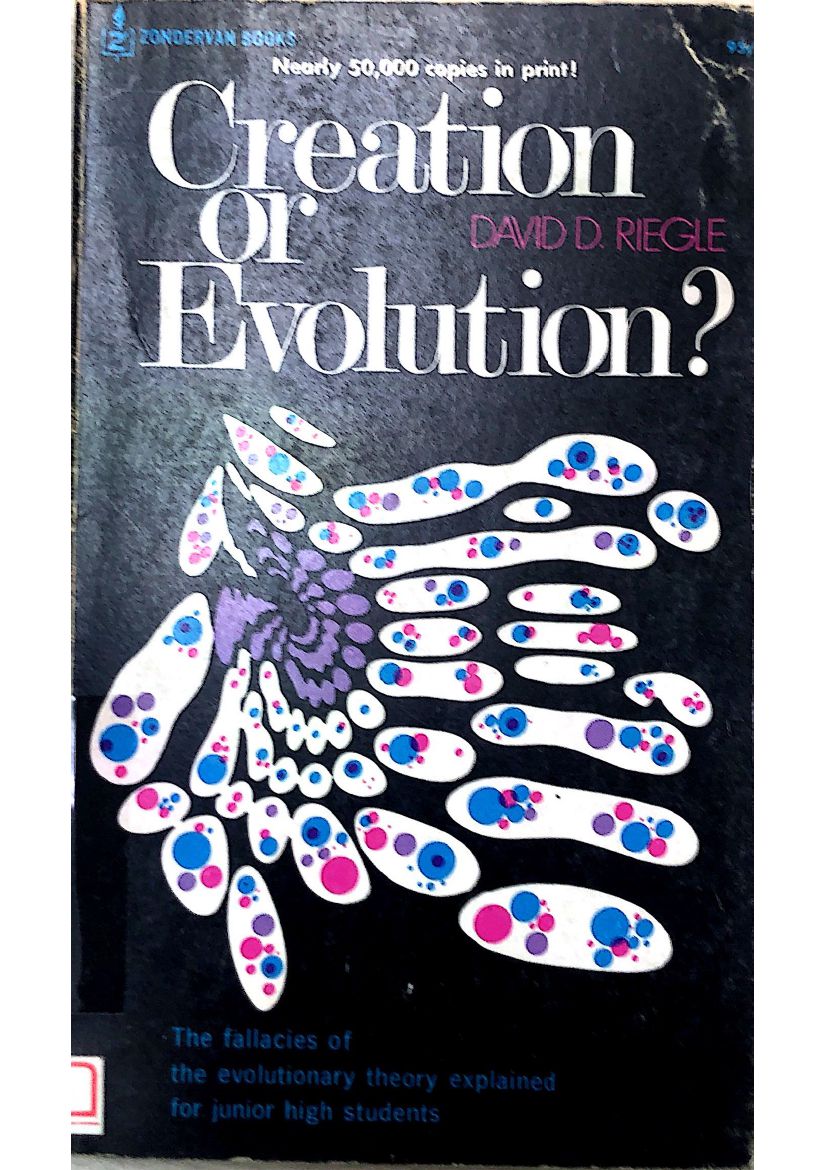 Z ZONDERVAN BOOKS
Nearly 50,000 copies in print!
Creation
or
DAVID D. RIEGLE
Evolution?
The fallacies of
the evolutionary theory explained
for junior high students